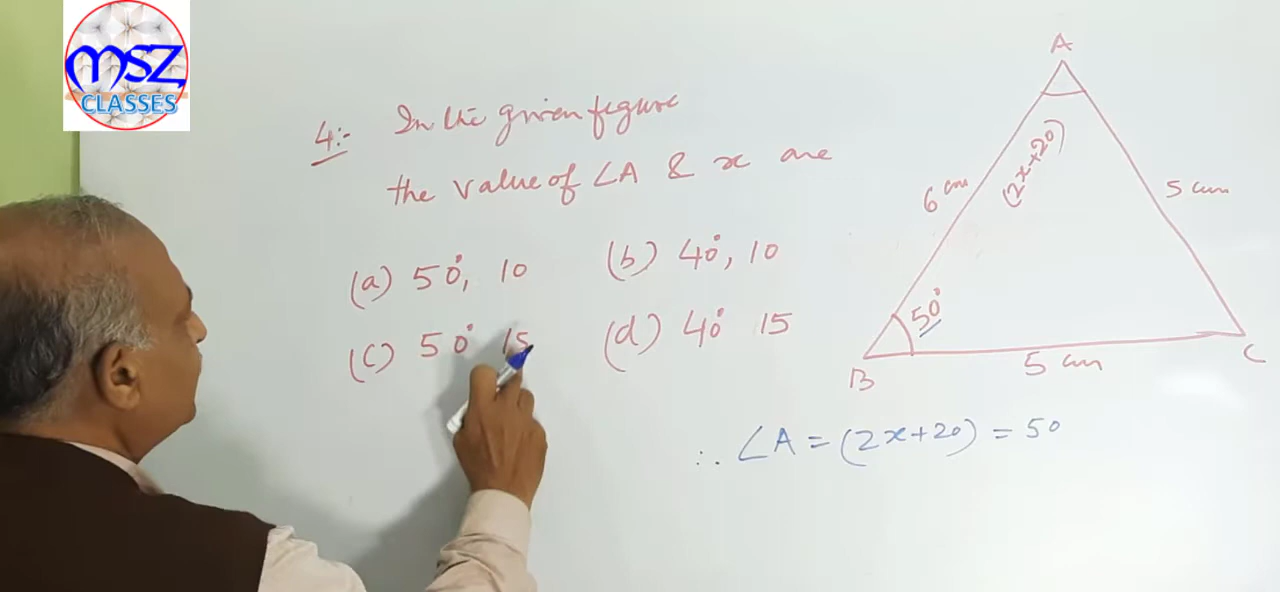 MSZ
CLASSES
4:- In the given figure
the value of ∠A & x are
(a) 50°, 10 (b) 40°, 10
(c) 50° 15 (d) 40° 15
A
6 cm
(2x+20)
5 cm
50°
B
5 cm
C
∴ ∠A = (2x+20) = 50